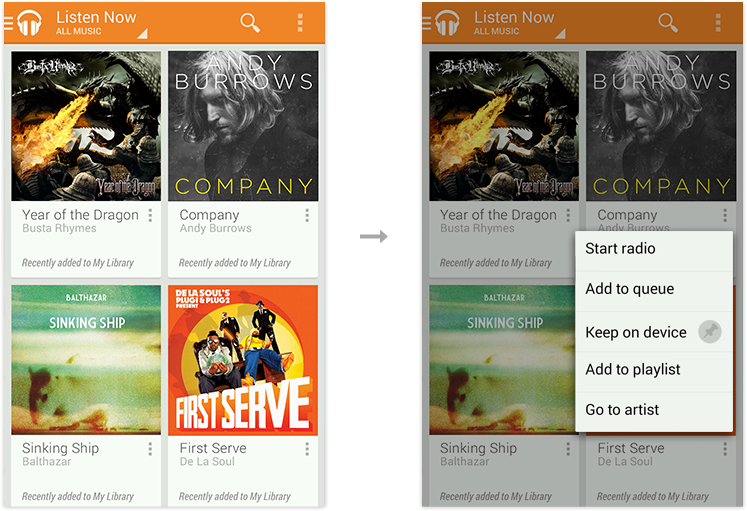 Listen Now
ALL MUSIC
Busta Rhymes
Year of the Dragon
ANDY
BURROWS
COMPANY
Year of the Dragon
Busta Rhymes
Recently added to My Library
Company
Andy Burrows
Recently added to My Library
BALTHAZAR
SINKING SHIP
DE LA SOUL'S
PLUG1 & PLUG2
PRESENT
FIRST SERVE
Sinking Ship
Balthazar
Recently added to My Library
First Serve
De La Soul
Recently added to My Library
Listen Now
ALL MUSIC
Busta Rhymes
Year of the Dragon
ANDY
BURROWS
COMPANY
Year of the Dragon
Busta Rhymes
Recently added to My Library
Company
Andy Burrows
Start radio
Add to queue
Keep on device
Add to playlist
Go to artist
BALTHAZAR
SINKING SHIP
Sinking Ship
Balthazar
Recently added to My Library
First Serve
De La Soul
Recently added to My Library